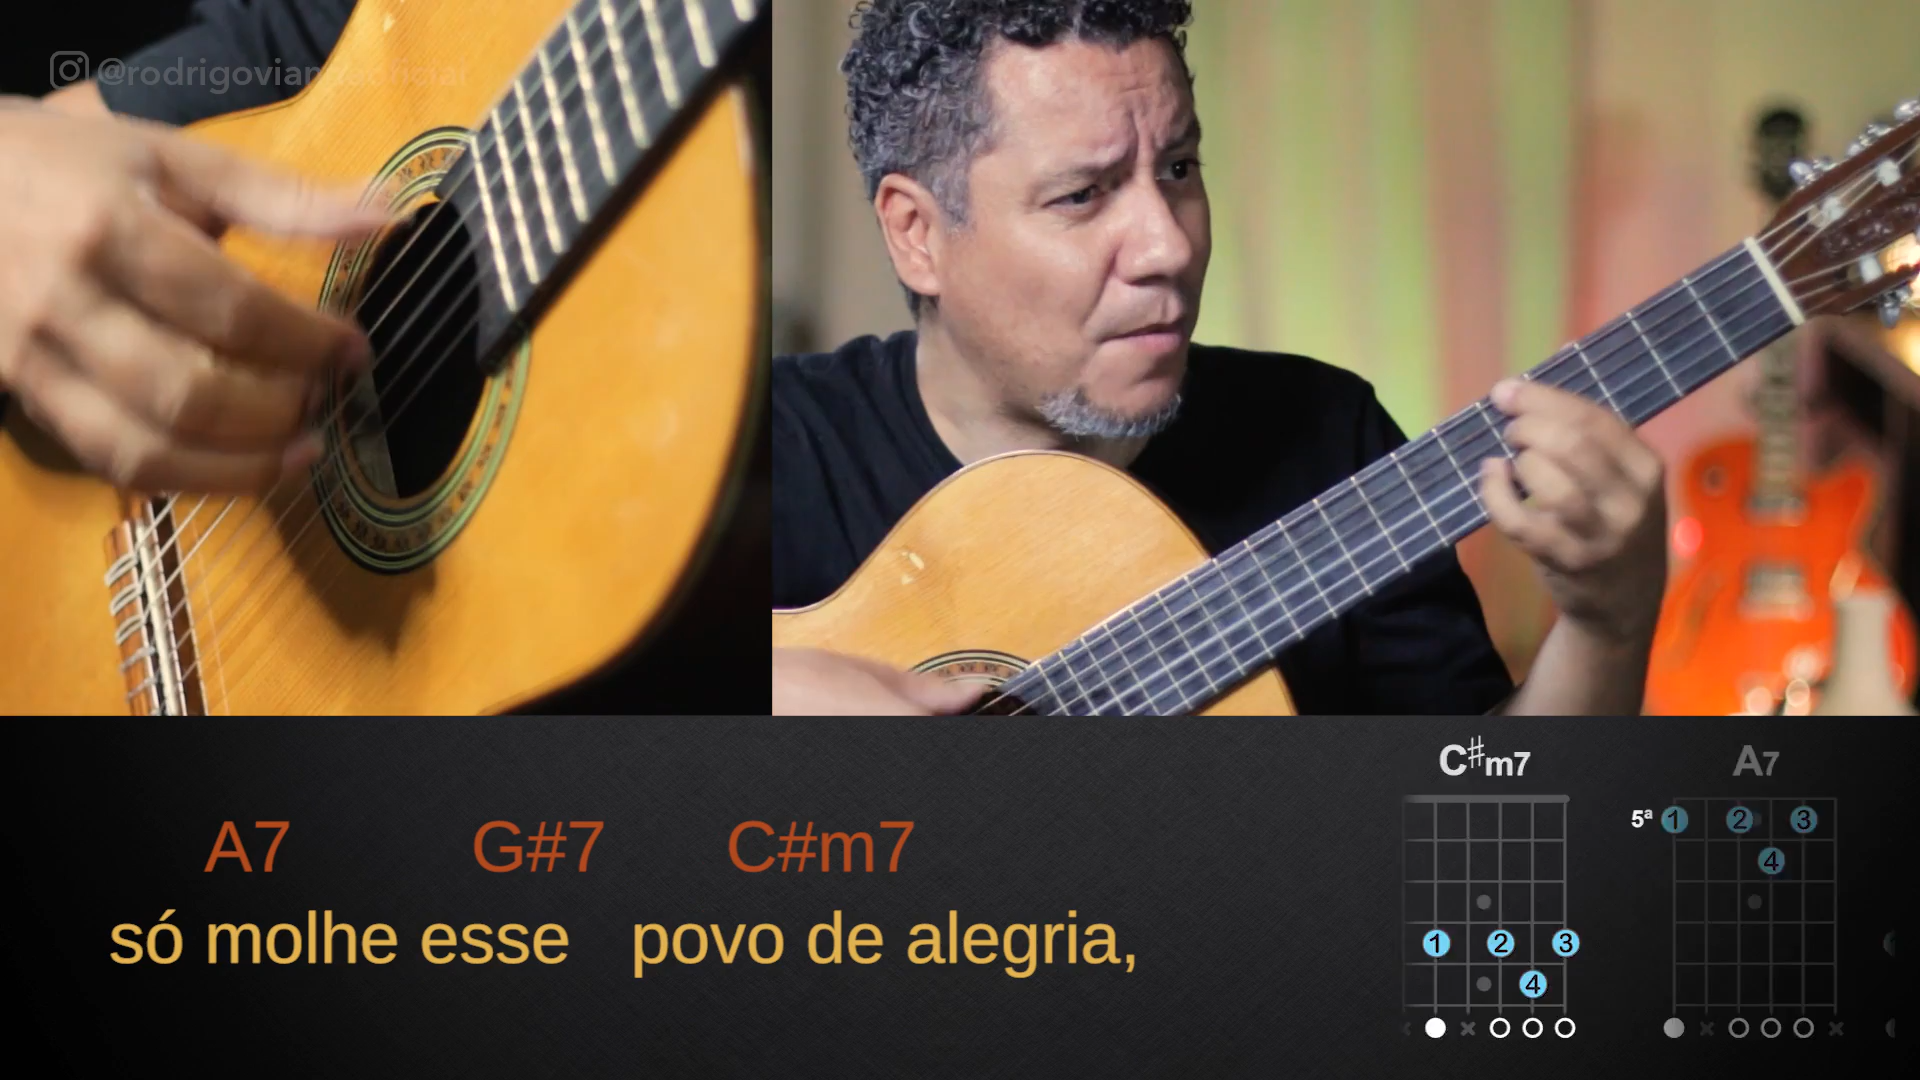 C#m7 A7
A7 G#7 C#m7
5ª 1 2 3
4
só molhe esse povo de alegria,
1 2 3
4